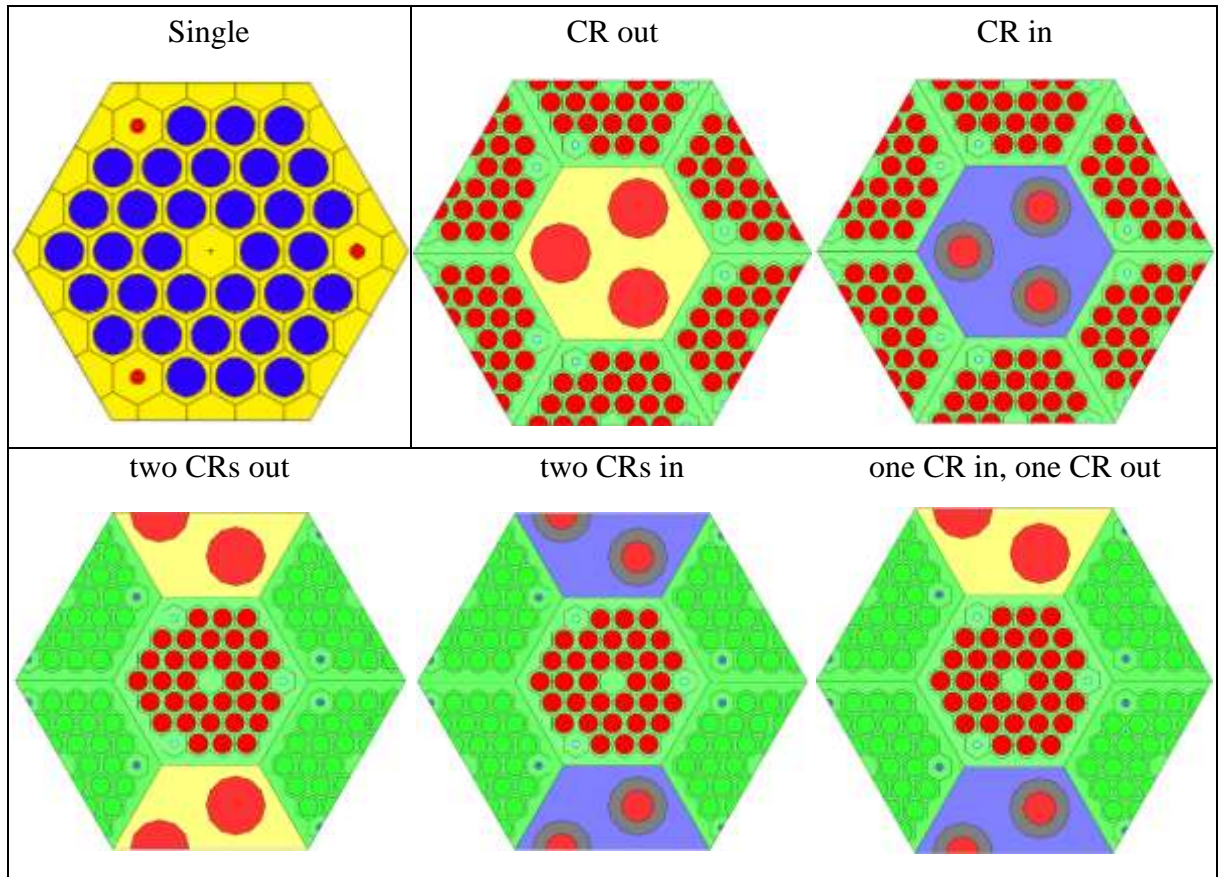 Single
CR out
CR in
two CRs out
two CRs in
one CR in, one CR out